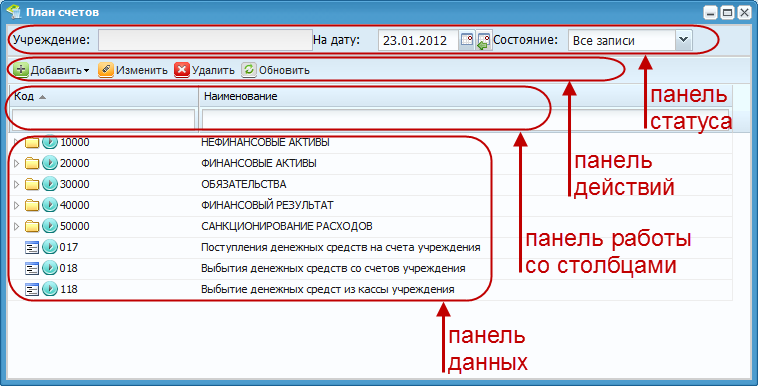 План счетов
Учреждение: На дату: 23.01.2012 Состояние: Все записи
Добавить Изменить Удалить Обновить
панель
статуса
Код Наименование
10000 НЕФИНАНСОВЫЕ АКТИВЫ
20000 ФИНАНСОВЫЕ АКТИВЫ
панель
действий
30000 ОБЯЗАТЕЛЬСТВА
40000 ФИНАНСОВЫЙ РЕЗУЛЬТАТ
50000 САНКЦИОНИРОВАНИЕ РАСХОДОВ
панель работы
со столбцами
017 Поступления денежных средств на счета учреждения
018 Выбытия денежных средств со счетов учреждения
118 Выбытие денежных средст из кассы учреждения
панель
данных